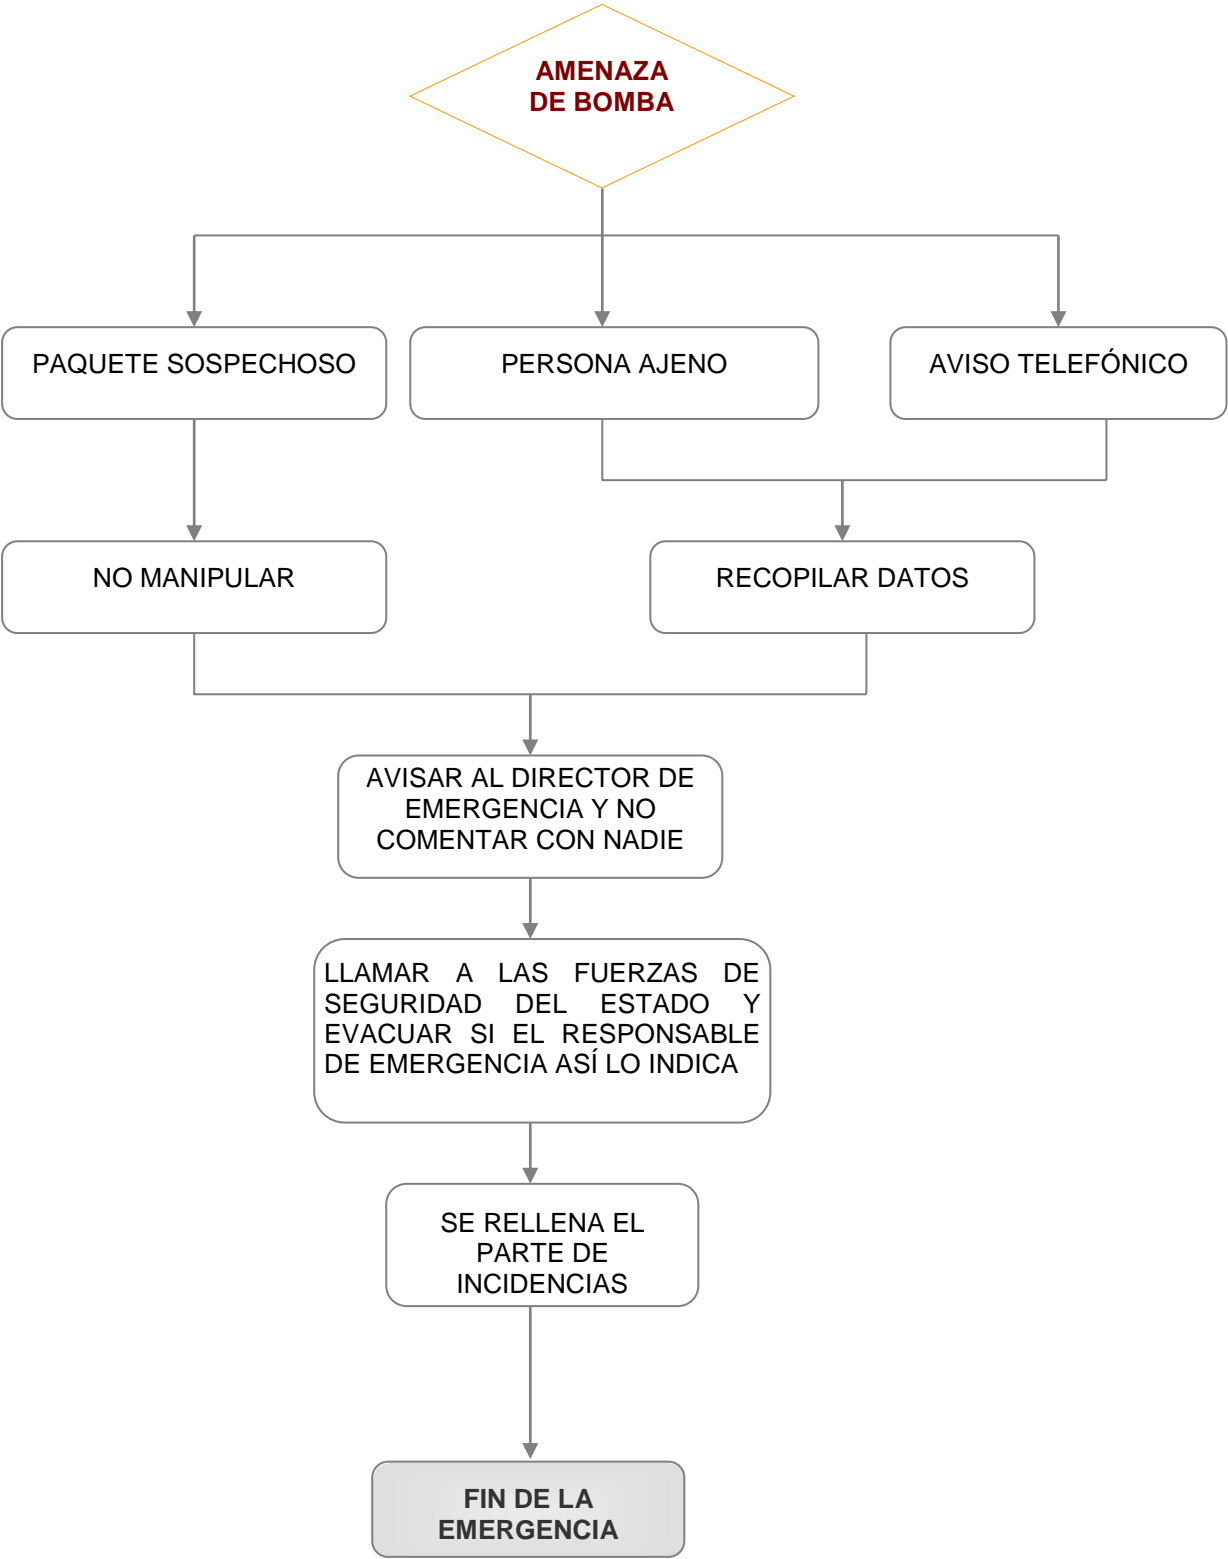 AMENAZA
DE BOMBA
PAQUETE SOSPECHOSO
PERSONA AJENO
AVISO TELEFÓNICO
NO MANIPULAR
RECOPILAR DATOS
AVISAR AL DIRECTOR DE
EMERGENCIA Y NO
COMENTAR CON NADIE
LLAMAR A LAS FUERZAS DE
SEGURIDAD DEL ESTADO Y
EVACUAR SI EL RESPONSABLE
DE EMERGENCIA ASÍ LO INDICA
SE RELLENA EL
PARTE DE
INCIDENCIAS
FIN DE LA
EMERGENCIA